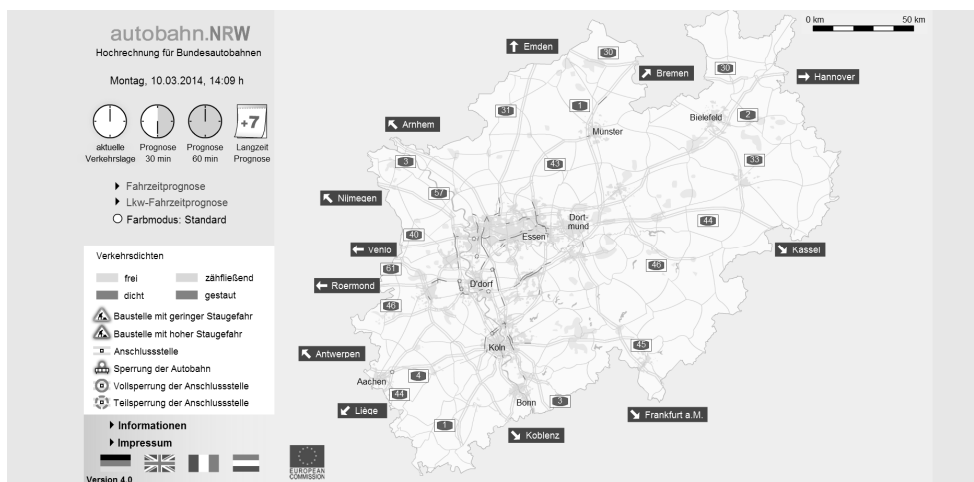 autobahn.NRW
Hochrechnung für Bundesautobahnen
Montag, 10.03.2014, 14:09 h
+7
aktuelle Verkehrslage
Prognose 30 min
Prognose 60 min
Langzeit Prognose
Fahrzeitprognose
Lkw-Fahrzeitprognose
Farbmodus: Standard
Verkehrsdichten
frei
zähfließend
dicht
gestaut
Baustelle mit geringer Staugefahr
Baustelle mit hoher Staugefahr
Anschlussstelle
Sperrung der Autobahn
Vollsperrung der Anschlussstelle
Teilsperrung der Anschlussstelle
Informationen
Impressum
Version 4.0
EUROPEAN
COMMISSION
0 km 50 km
Emden
30
Bremen
30
Hannover
31
1
Bielefeld
2
Arnhem
Münster
3
43
33
57
Nijmegen
Dort-
mund
44
40
Essen
Venlo
Kassel
61
46
Roermond
D'dorf
46
Köln
45
Antwerpen
4
Aachen
44
Bonn
3
Liège
Frankfurt a.M.
1
Koblenz